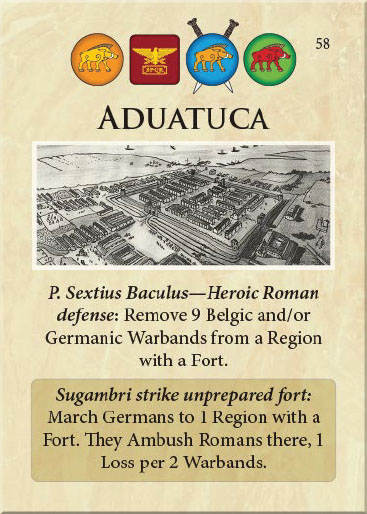 58
SPQR
ADUATUCA
P. Sextius Baculus—Heroic Roman
defense: Remove 9 Belgic and/or
Germanic Warbands from a Region
with a Fort.
Sugambri strike unprepared fort:
March Germans to 1 Region with a
Fort. They Ambush Romans there, 1
Loss per 2 Warbands.